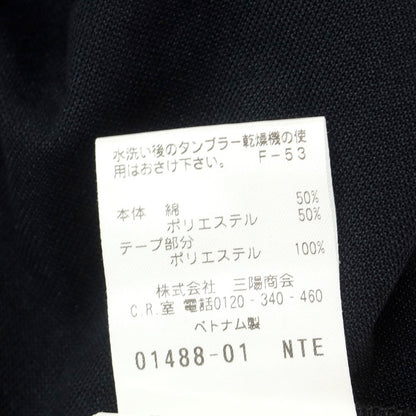 水洗い後のタンブラー乾燥機の使
用はおさけ下さい。 F-53
本体 綿 50%
ポリエステル 50%
テープ部分
ポリエステル 100%
株式会社 三陽商会
C.R.室 電話0120-340-460
ベトナム製
01488-01 NTE